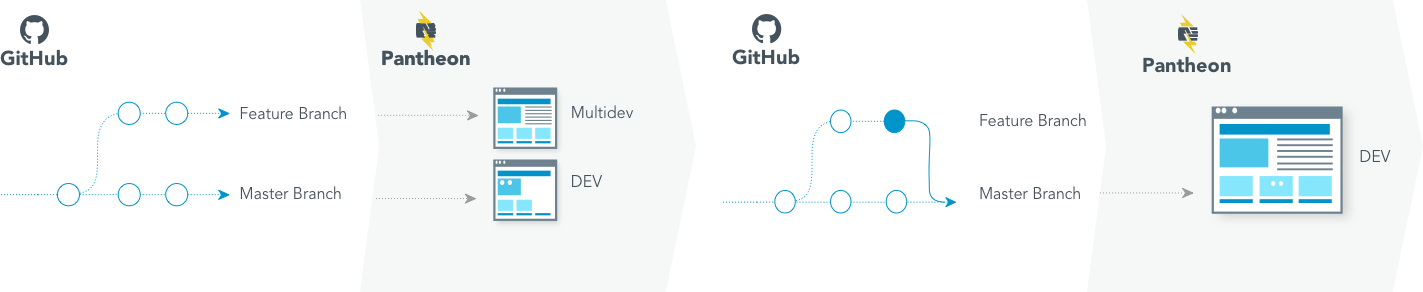 GitHub
Pantheon
Feature Branch
Multidev
Master Branch
DEV
GitHub
Pantheon
Feature Branch
Master Branch
DEV